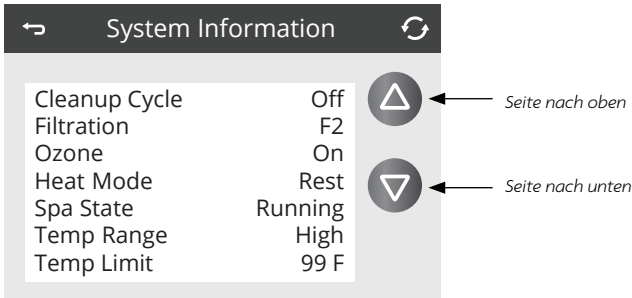 System Information
Cleanup Cycle Off
Filtration F2
Ozone On
Heat Mode Rest
Spa State Running
Temp Range High
Temp Limit 99 F
Seite nach oben
Seite nach unten